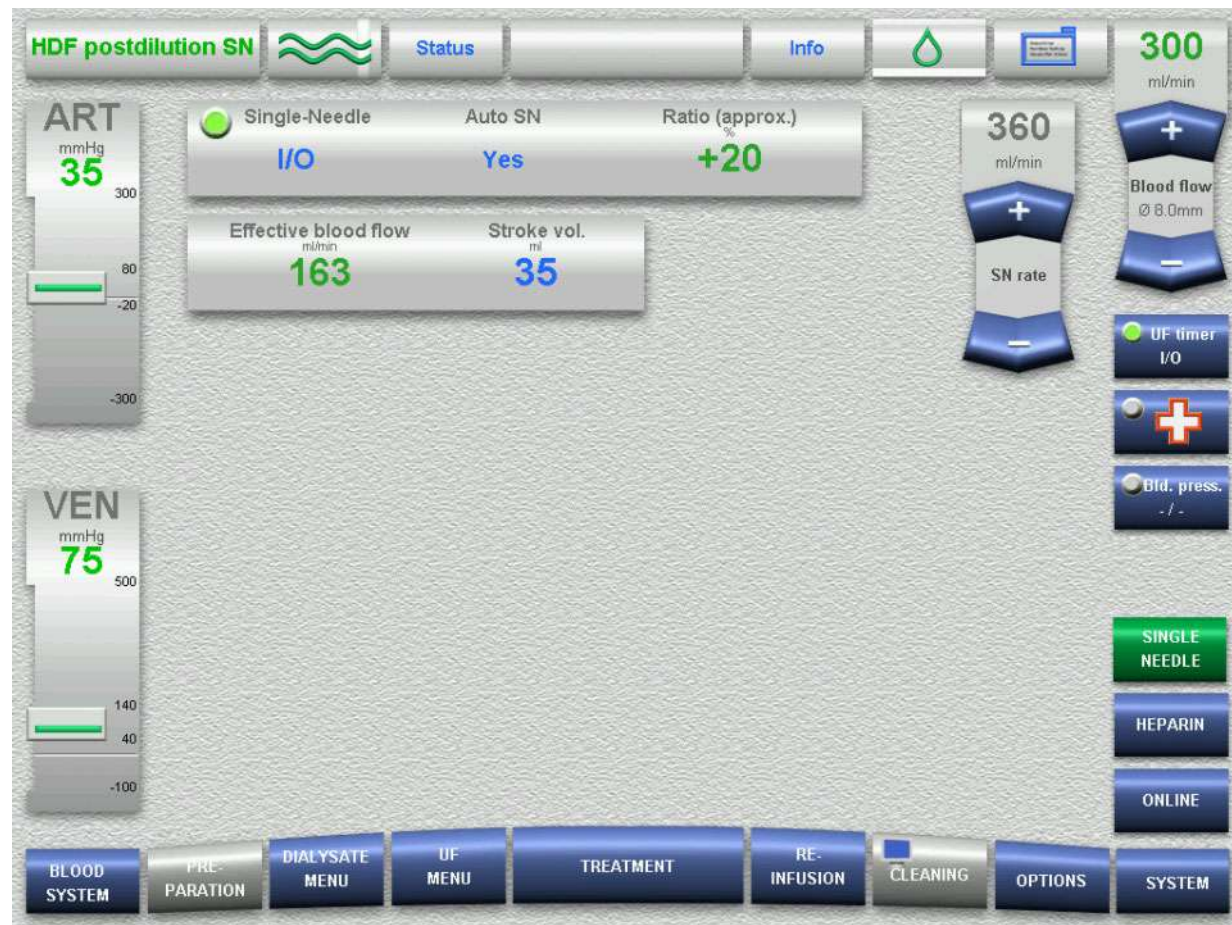 HDF postdilution SN
Status
Info
300
ml/min
Blood flow
Ø 8.0mm
ART
mmHg
35
300
80
-20
-300
Single-Needle
Auto SN
Ratio (approx.)
%
I/O
Yes
+20
Effective blood flow
Stroke vol.
ml/min
ml
163
35
360
ml/min
SN rate
UF timer
I/O
Bld. press.
- / -
VEN
mmHg
75
500
140
40
-100
SINGLE
NEEDLE
HEPARIN
ONLINE
BLOOD
SYSTEM
PRE-
PARATION
DIALYSATE
MENU
UF
MENU
TREATMENT
RE-
INFUSION
CLEANING
OPTIONS
SYSTEM